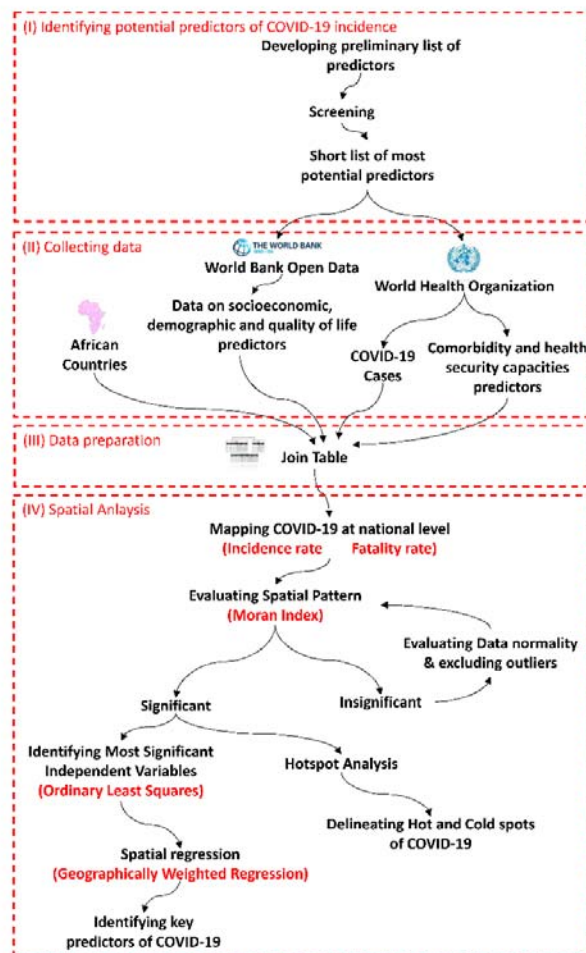 (I) Identifying potential predictors of COVID-19 incidence
Developing preliminary list of
predictors
Screening
Short list of most
potential predictors
(II) Collecting data
THE WORLD BANK
World Bank Open Data
World Health Organization
Data on socioeconomic,
demographic and quality of life
predictors
African
Countries
COVID-19
Cases
Comorbidity and health
security capacities
predictors
(III) Data preparation
Join Table
(IV) Spatial Anlaysis
Mapping COVID-19 at national level
(Incidence rate Fatality rate)
Evaluating Spatial Pattern
(Moran Index)
Evaluating Data normality
& excluding outliers
Significant
Insignificant
Identifying Most Significant
Independent Variables
(Ordinary Least Squares)
Hotspot Analysis
Delineating Hot and Cold spots
of COVID-19
Spatial regression
(Geographically Weighted Regression)
Identifying key
predictors of COVID-19